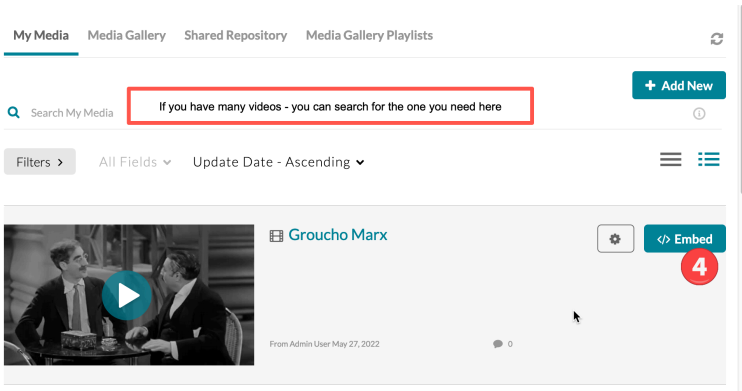 My Media Media Gallery Shared Repository Media Gallery Playlists
+ Add New
Search My Media
If you have many videos - you can search for the one you need here
Filters > All Fields Update Date - Ascending
Groucho Marx
</> Embed
4
From Admin User May 27, 2022 0